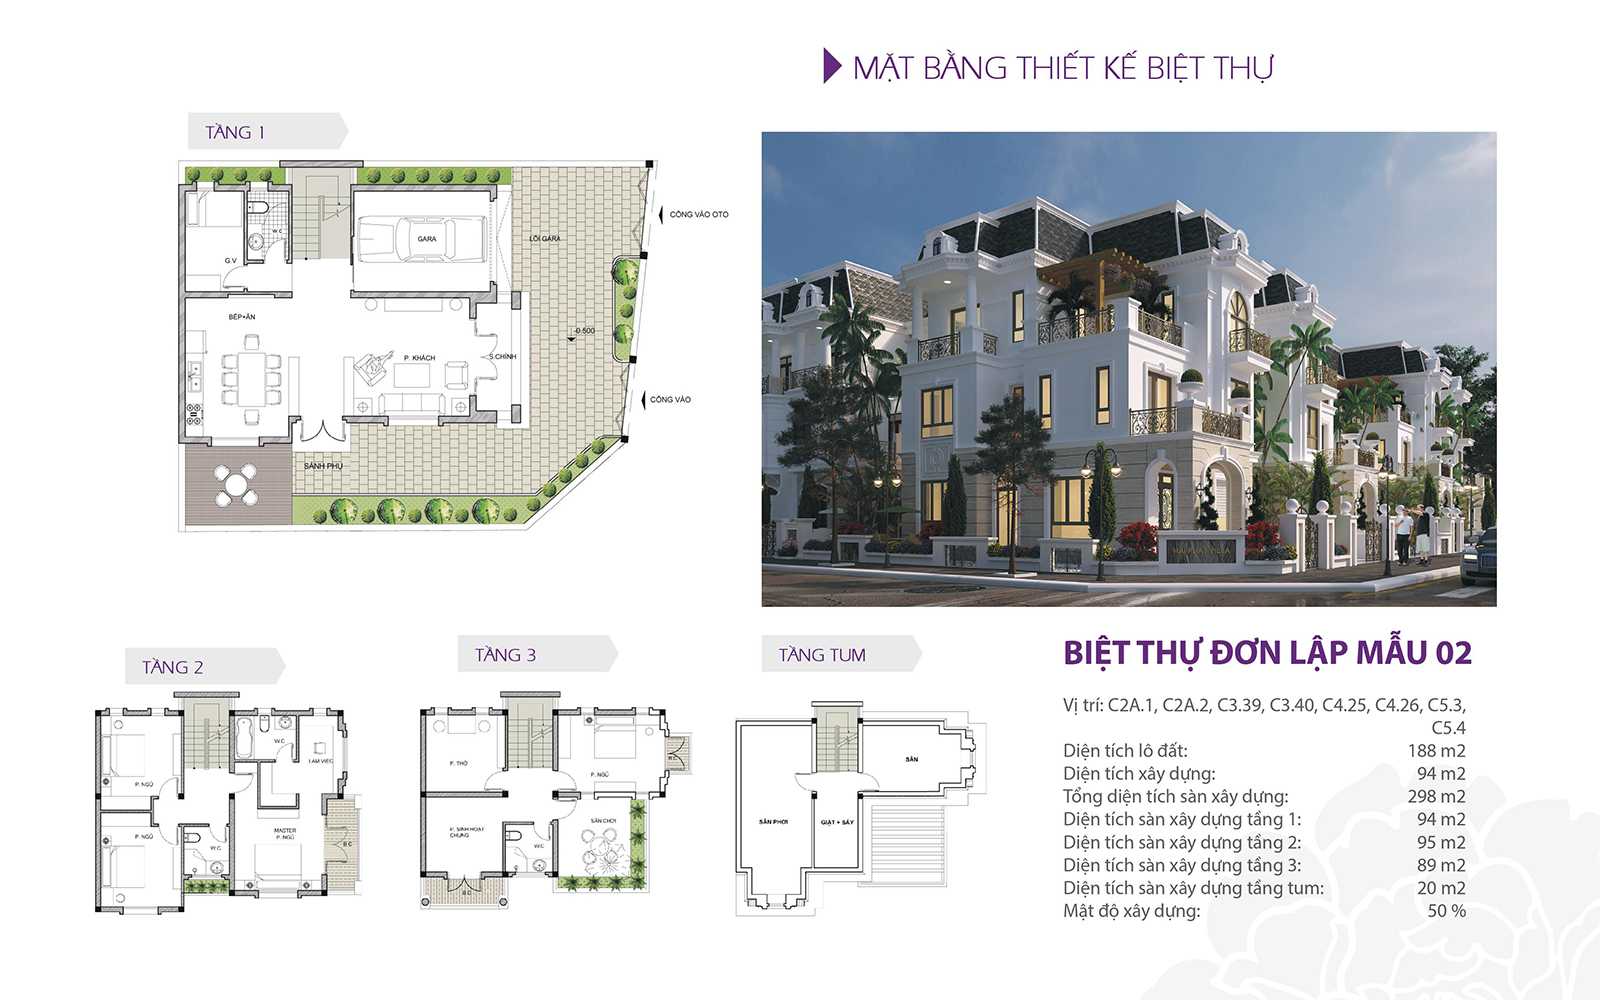 MẶT BẰNG THIẾT KẾ BIỆT THỰ
TẦNG 1
CỔNG VÀO OTO
GARA
LỐI GARA
W.C
G.V
BẾP+ĂN
-0.500
P. KHÁCH
S.CHÍNH
CỔNG VÀO
SẢNH PHỤ
HAI PHAT VILLA
TẦNG 2
P. NGỦ
W.C
LÀM VIỆC
P. NGỦ
MASTER
P. NGỦ
W.C
B.C
TẦNG 3
P. THỜ
P. NGỦ
B.C
P. SINH HOẠT
CHUNG
SÂN CHƠI
W.C
B.C
TẦNG TUM
SÂN
SÂN PHƠI
GIẶT + SẤY
BIỆT THỰ ĐƠN LẬP MẪU 02
Vị trí: C2A.1, C2A.2, C3.39, C3.40, C4.25, C4.26, C5.3,
C5.4
Diện tích lô đất: 188 m2
Diện tích xây dựng: 94 m2
Tổng diện tích sàn xây dựng: 298 m2
Diện tích sàn xây dựng tầng 1: 94 m2
Diện tích sàn xây dựng tầng 2: 95 m2
Diện tích sàn xây dựng tầng 3: 89 m2
Diện tích sàn xây dựng tầng tum: 20 m2
Mật độ xây dựng: 50 %